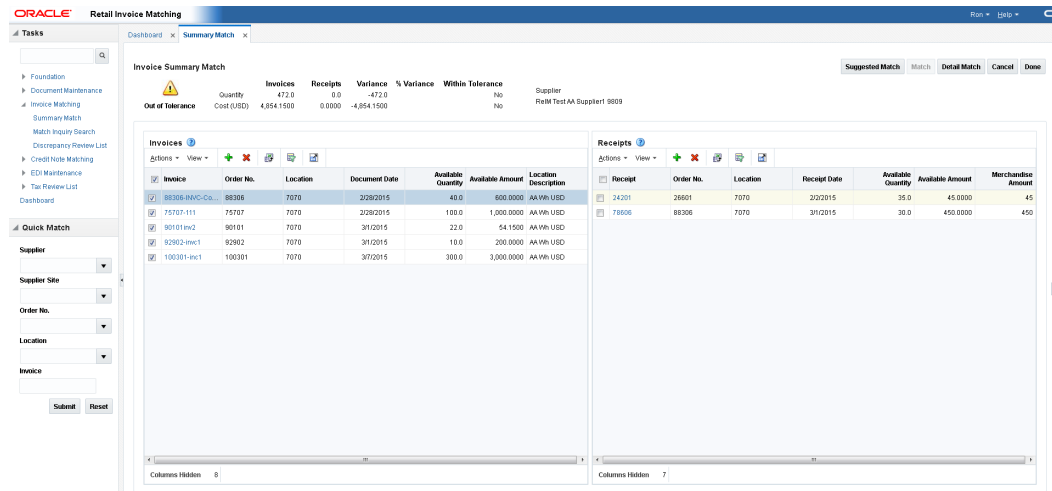 ORACLE Retail Invoice Matching Ron Help
Tasks
Dashboard × Summary Match ×
Foundation
Document Maintenance
Invoice Matching
Summary Match
Match Inquiry Search
Discrepancy Review List
Credit Note Matching
EDI Maintenance
Tax Review List
Dashboard
Quick Match
Supplier
Supplier Site
Order No.
Location
Invoice
Submit Reset
Invoice Summary Match
Suggested Match Match Detail Match Cancel Done
Invoices Receipts Variance % Variance Within Tolerance
Quantity 472.0 0.0 -472.0 No
Out of Tolerance Cost (USD) 4,854.1500 0.0000 -4,854.1500 No
Supplier
ReIM Test AA Supplier1 9809
Invoices
Actions View
Invoice Order No. Location Document Date Available Quantity Available Amount Location Description
88306-INVC-Co... 88306 7070 2/28/2015 40.0 600.0000 AA Wh USD
75707-111 75707 7070 2/28/2015 100.0 1,000.0000 AA Wh USD
90101inv2 90101 7070 3/1/2015 22.0 54.1500 AA Wh USD
92902-invc1 92902 7070 3/1/2015 10.0 200.0000 AA Wh USD
100301-inc1 100301 7070 3/7/2015 300.0 3,000.0000 AA Wh USD
Columns Hidden 8
Receipts
Actions View
Receipt Order No. Location Receipt Date Available Quantity Available Amount Merchandise Amount
24201 26601 7070 2/2/2015 35.0 45.0000 45
78606 88306 7070 3/1/2015 30.0 450.0000 450
Columns Hidden 7